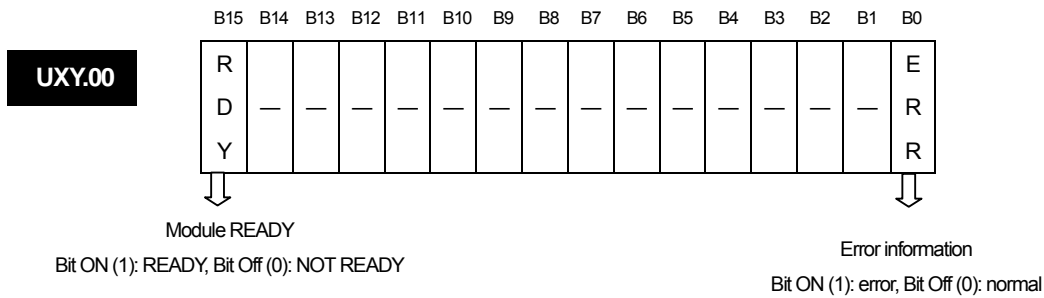 B15 B14 B13 B12 B11 B10 B9 B8 B7 B6 B5 B4 B3 B2 B1 B0
UXY.00
R E
D — — — — — — — — — — — — — — R
Y R
Module READY
Bit ON (1): READY, Bit Off (0): NOT READY
Error information
Bit ON (1): error, Bit Off (0): normal